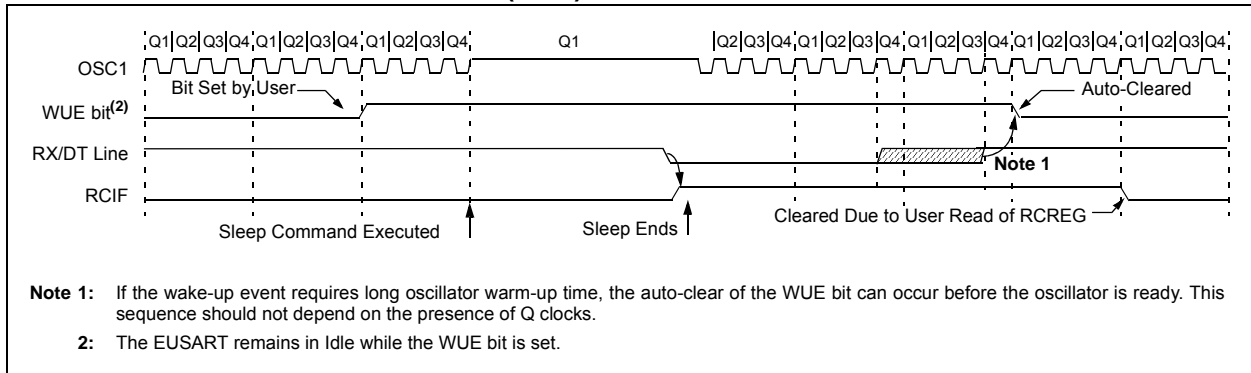 Q1 Q2 Q3 Q4 Q1 Q2 Q3 Q4 Q1 Q2 Q3 Q4 Q1 Q2 Q3 Q4 Q1 Q2 Q3 Q4 Q1 Q2 Q3 Q4 Q1 Q2 Q3 Q4 Q1 Q2 Q3 Q4
OSC1
Bit Set by User
Auto-Cleared
WUE bit(2)
RX/DT Line
Note 1
RCIF
Cleared Due to User Read of RCREG
Sleep Command Executed
Sleep Ends
Note 1: If the wake-up event requires long oscillator warm-up time, the auto-clear of the WUE bit can occur before the oscillator is ready. This
sequence should not depend on the presence of Q clocks.
2: The EUSART remains in Idle while the WUE bit is set.